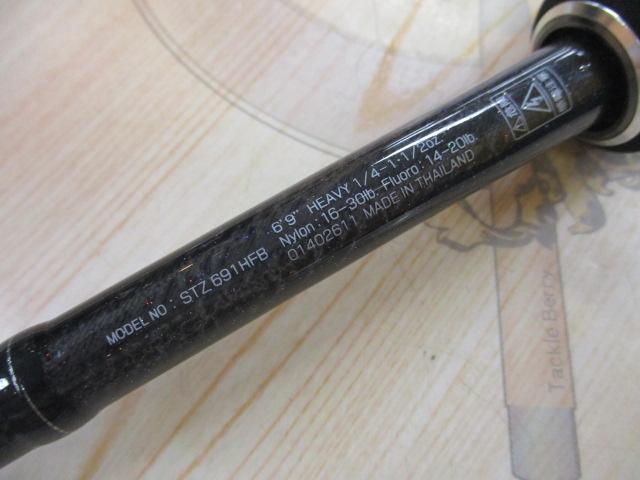 MODEL NO : STZ 691HFB
6'9" HEAVY 1/4-1・1/2oz.
Nylon:16-30lb. Fluoro:14-20lb.
01402611 MADE IN THAILAND
Tackle Berry